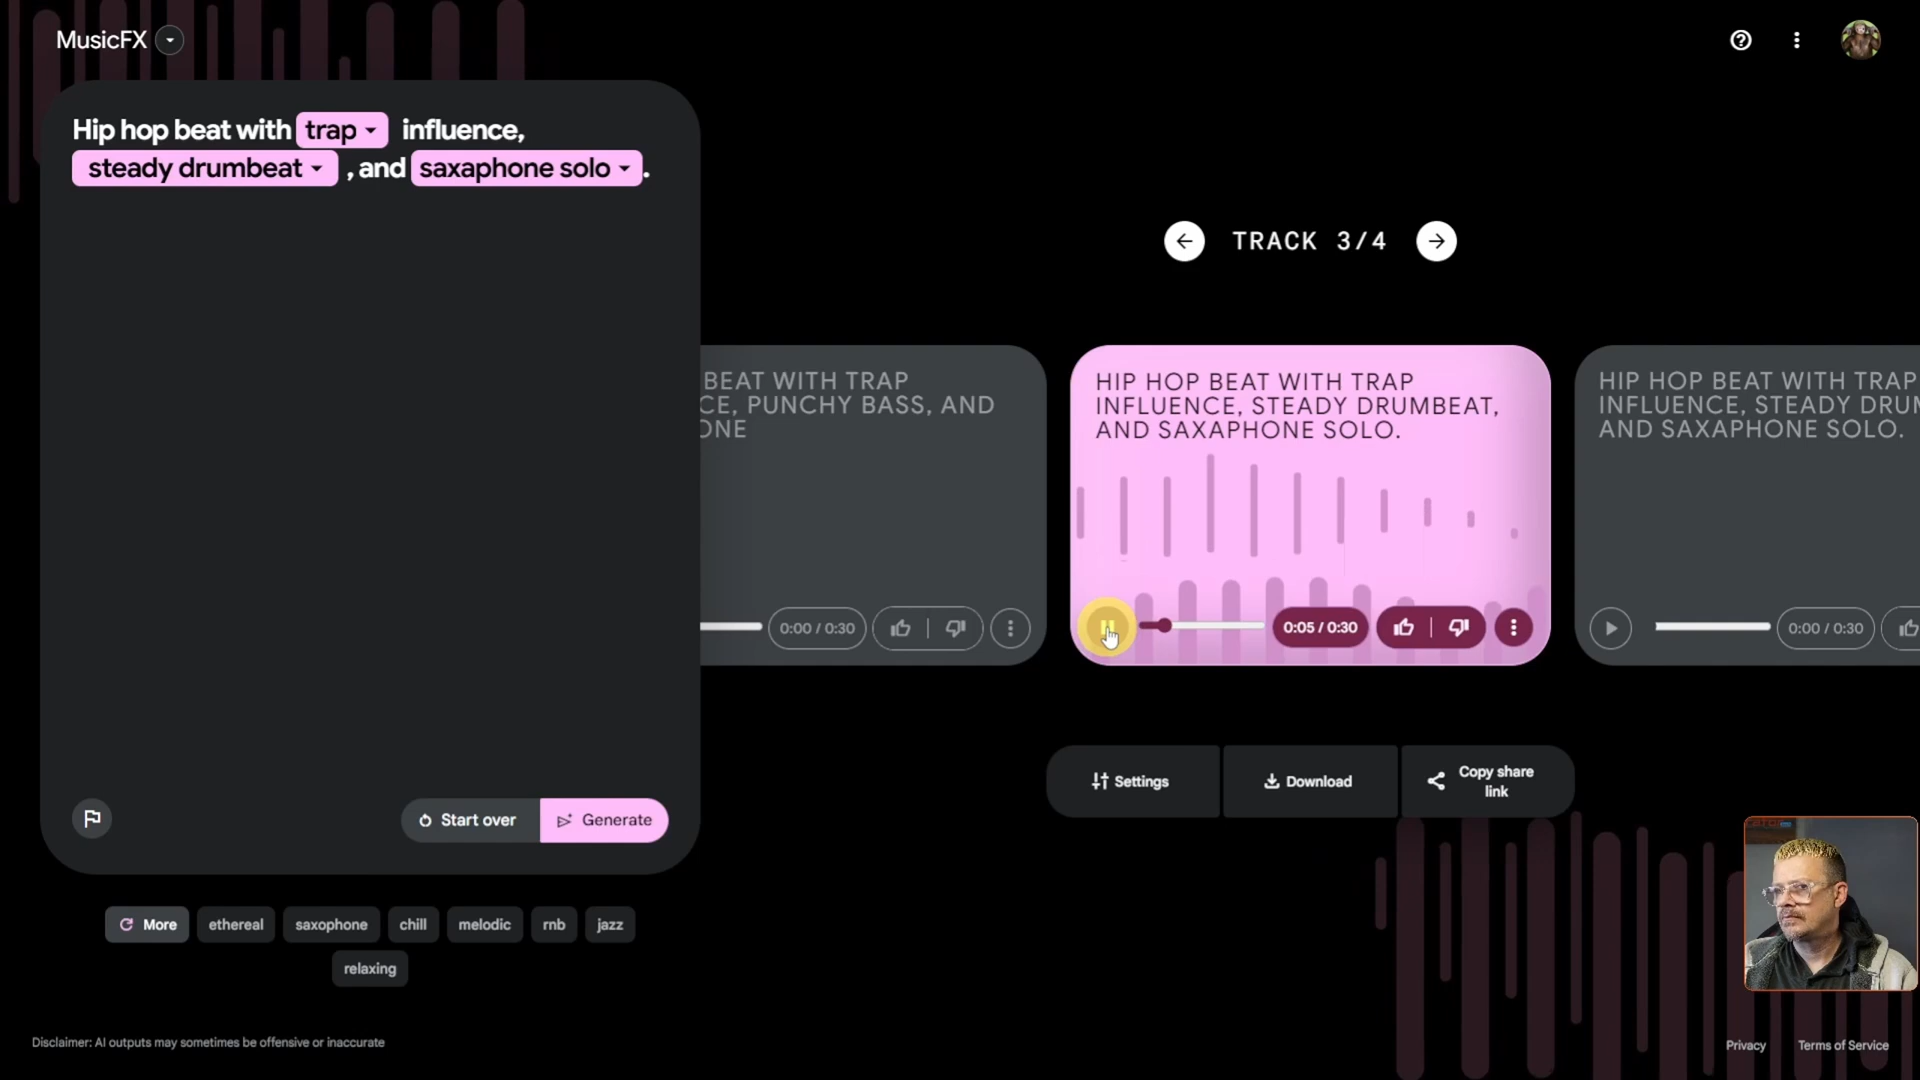 MusicFX
Hip hop beat with trap influence,
steady drumbeat , and saxaphone solo .
TRACK 3/4
BEAT WITH TRAP
CE, PUNCHY BASS, AND
ONE
0:00 / 0:30
HIP HOP BEAT WITH TRAP
INFLUENCE, STEADY DRUMBEAT,
AND SAXAPHONE SOLO.
0:05 / 0:30
HIP HOP BEAT WITH TRAP
INFLUENCE, STEADY DRUM
AND SAXAPHONE SOLO.
0:00 / 0:30
Settings
Download
Copy share
link
Start over
Generate
More
ethereal
saxophone
chill
melodic
rnb
jazz
relaxing
Disclaimer: AI outputs may sometimes be offensive or inaccurate
Privacy
Terms of Service